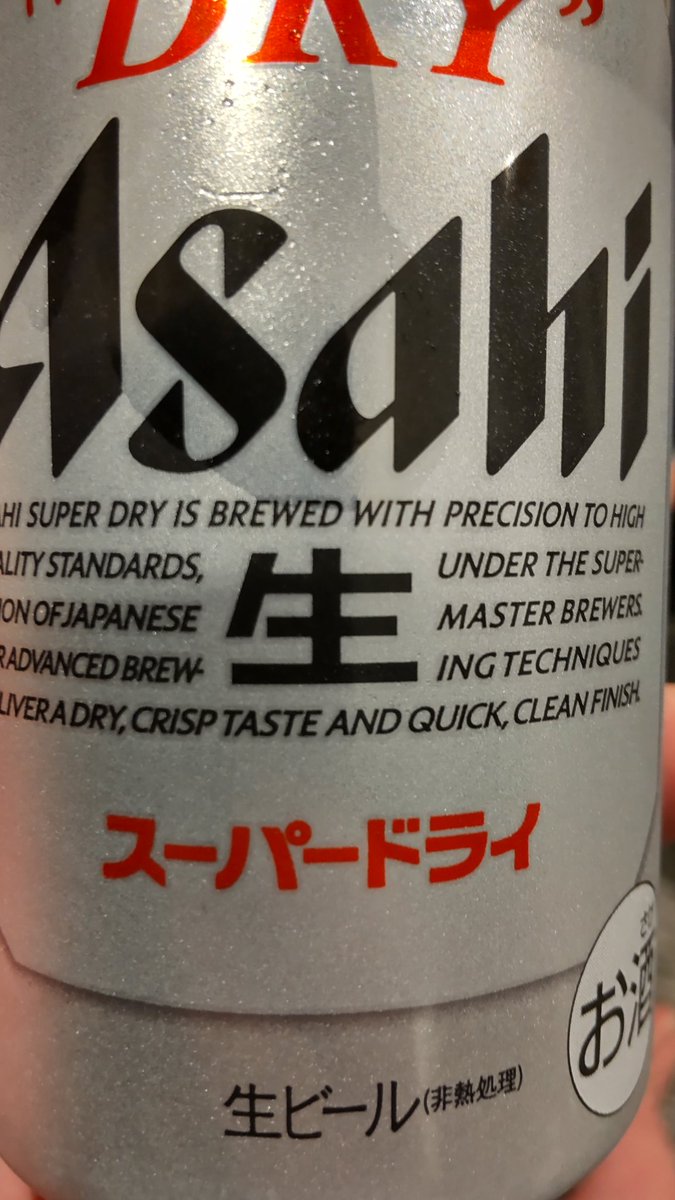 "DRY"
Asahi
AHI SUPER DRY IS BREWED WITH PRECISION TO HIGH
ALITY STANDARDS, UNDER THE SUPER-
ION OF JAPANESE MASTER BREWERS.
R ADVANCED BREW- ING TECHNIQUES
LIVER A DRY, CRISP TASTE AND QUICK, CLEAN FINISH.
生
スーパードライ
お酒
生ビール(非熱処理)